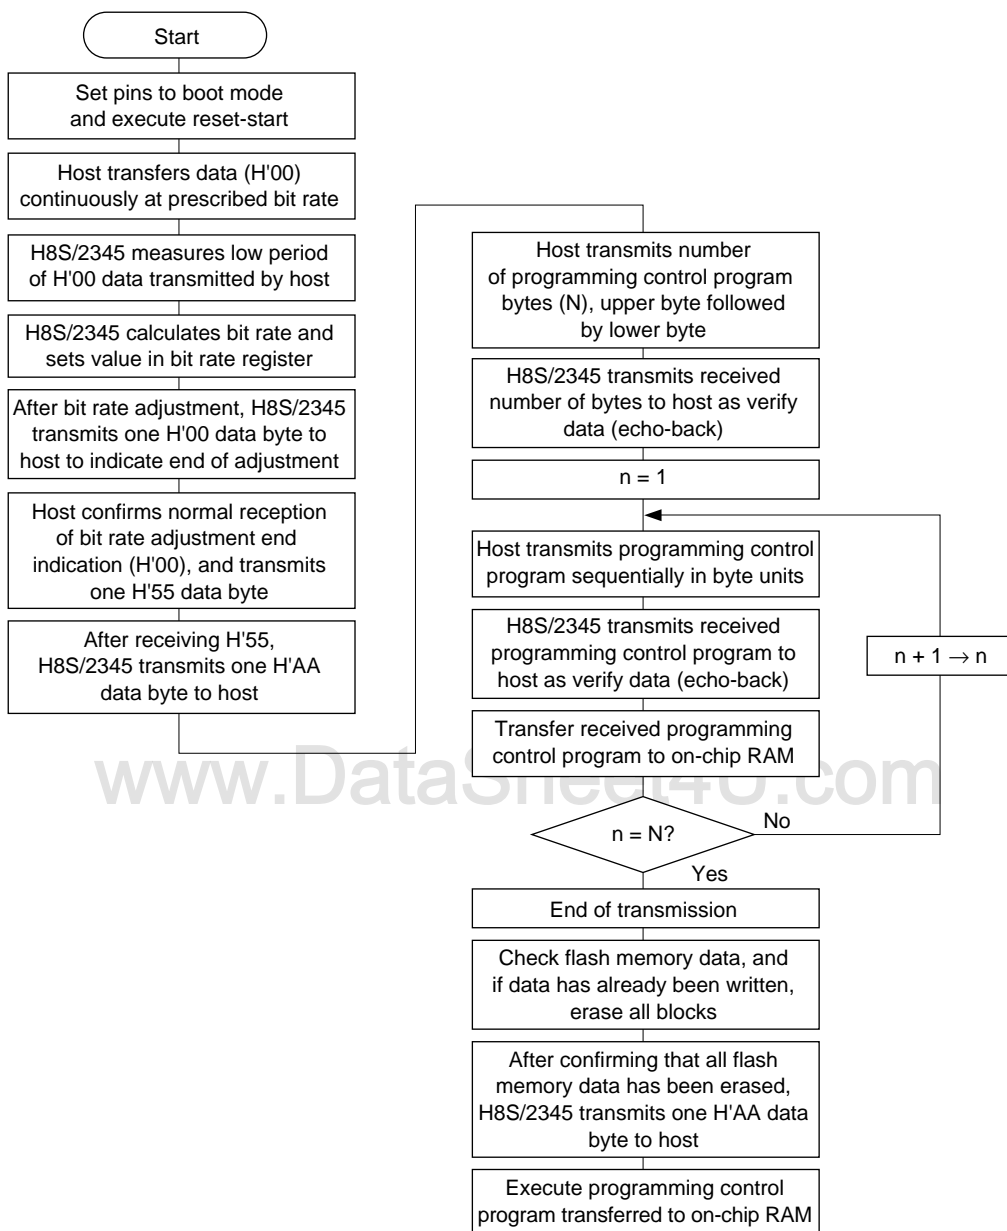 Start
Set pins to boot mode
and execute reset-start
Host transfers data (H'00)
continuously at prescribed bit rate
H8S/2345 measures low period
of H'00 data transmitted by host
H8S/2345 calculates bit rate and
sets value in bit rate register
After bit rate adjustment, H8S/2345
transmits one H'00 data byte to
host to indicate end of adjustment
Host confirms normal reception
of bit rate adjustment end
indication (H'00), and transmits
one H'55 data byte
After receiving H'55,
H8S/2345 transmits one H'AA
data byte to host
Host transmits number
of programming control program
bytes (N), upper byte followed
by lower byte
H8S/2345 transmits received
number of bytes to host as verify
data (echo-back)
n = 1
Host transmits programming control
program sequentially in byte units
H8S/2345 transmits received
programming control program to
host as verify data (echo-back)
n + 1 → n
Transfer received programming
control program to on-chip RAM
www.DataSheet4U.com
n = N?
No
Yes
End of transmission
Check flash memory data, and
if data has already been written,
erase all blocks
After confirming that all flash
memory data has been erased,
H8S/2345 transmits one H'AA data
byte to host
Execute programming control
program transferred to on-chip RAM